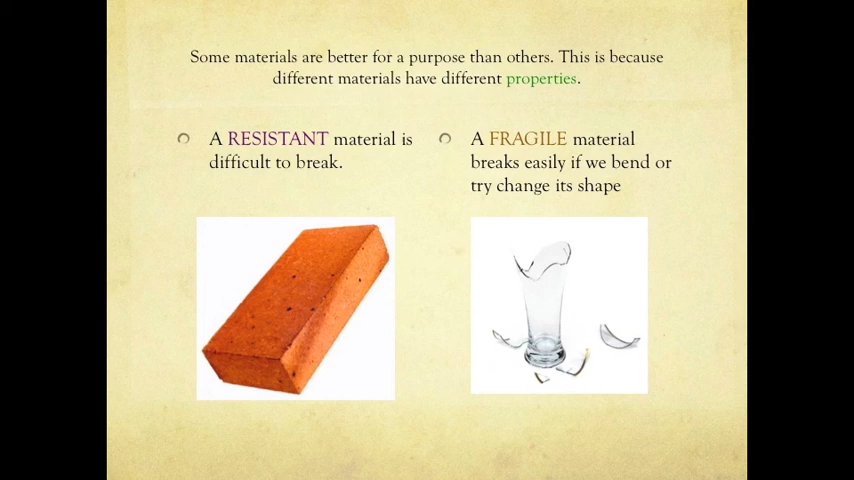 Some materials are better for a purpose than others. This is because
different materials have different properties.
A RESISTANT material is
difficult to break.
A FRAGILE material
breaks easily if we bend or
try change its shape